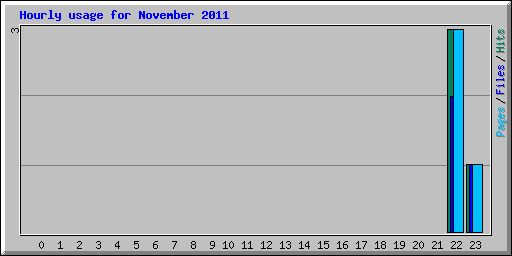 Hourly usage for November 2011
3
Pages/Files/Hits
0 1 2 3 4 5 6 7 8 9 10 11 12 13 14 15 16 17 18 19 20 21 22 23